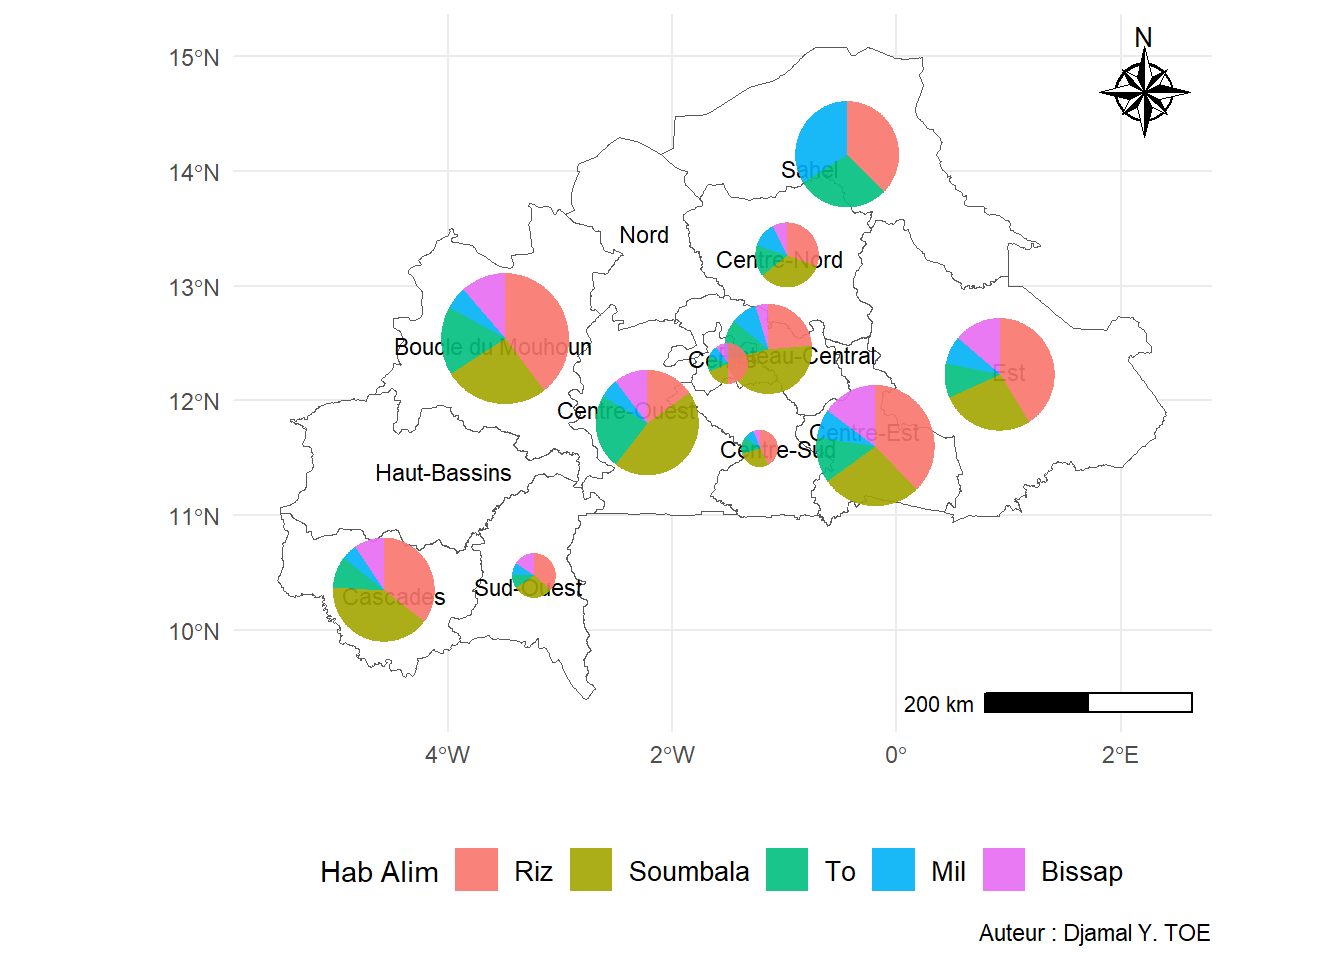 N
15°N
14°N
13°N
12°N
11°N
10°N
Sahel
Nord
Centre-Nord
Boucle du Mouhoun
Est
Centre-Ouest
Centre-Est
Centre-Sud
Haut-Bassins
Cascades
Sud-Ouest
200 km
4°W
2°W
0°
2°E
Hab Alim
Riz
Soumbala
To
Mil
Bissap
Auteur : Djamal Y. TOE